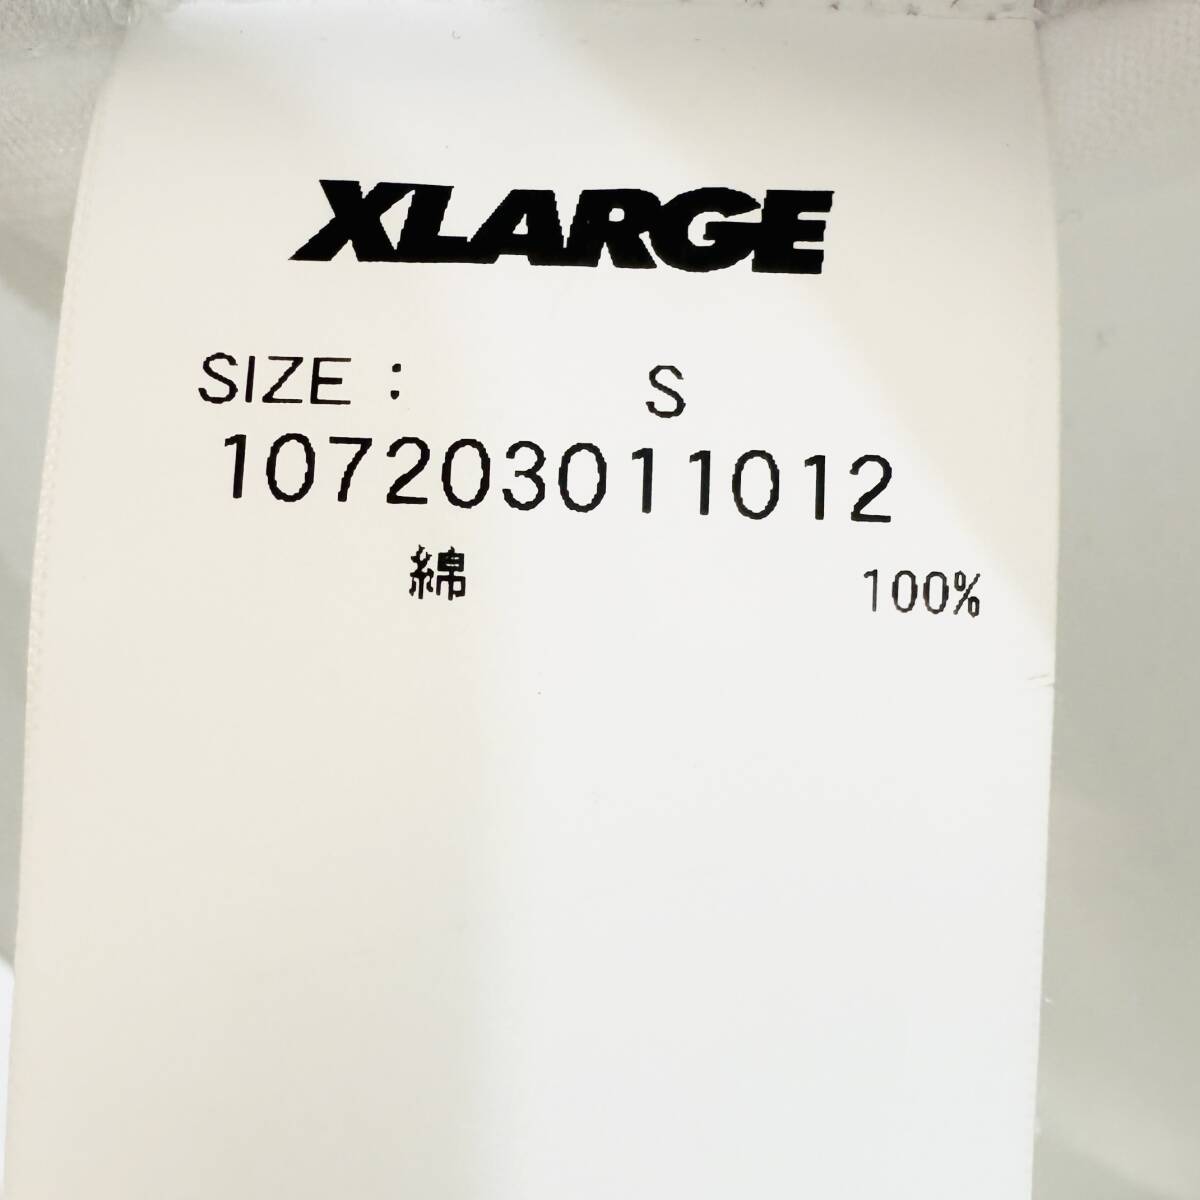 XLARGE
SIZE : S
107203011012
綿 100%